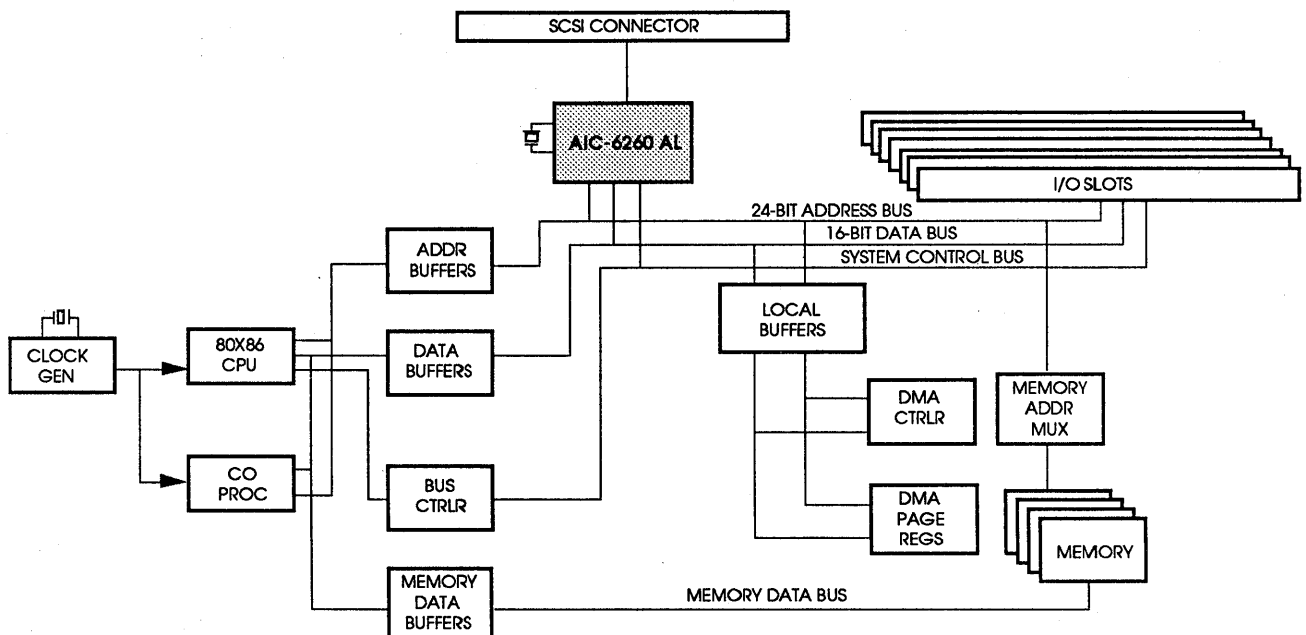 SCSI CONNECTOR
AIC-6260 AL
I/O SLOTS
24-BIT ADDRESS BUS
16-BIT DATA BUS
SYSTEM CONTROL BUS
ADDR
BUFFERS
LOCAL
BUFFERS
CLOCK
GEN
80X86
CPU
DATA
BUFFERS
DMA
CTRLR
MEMORY
ADDR
MUX
CO
PROC
BUS
CTRLR
DMA
PAGE
REGS
MEMORY
MEMORY
DATA
BUFFERS
MEMORY DATA BUS